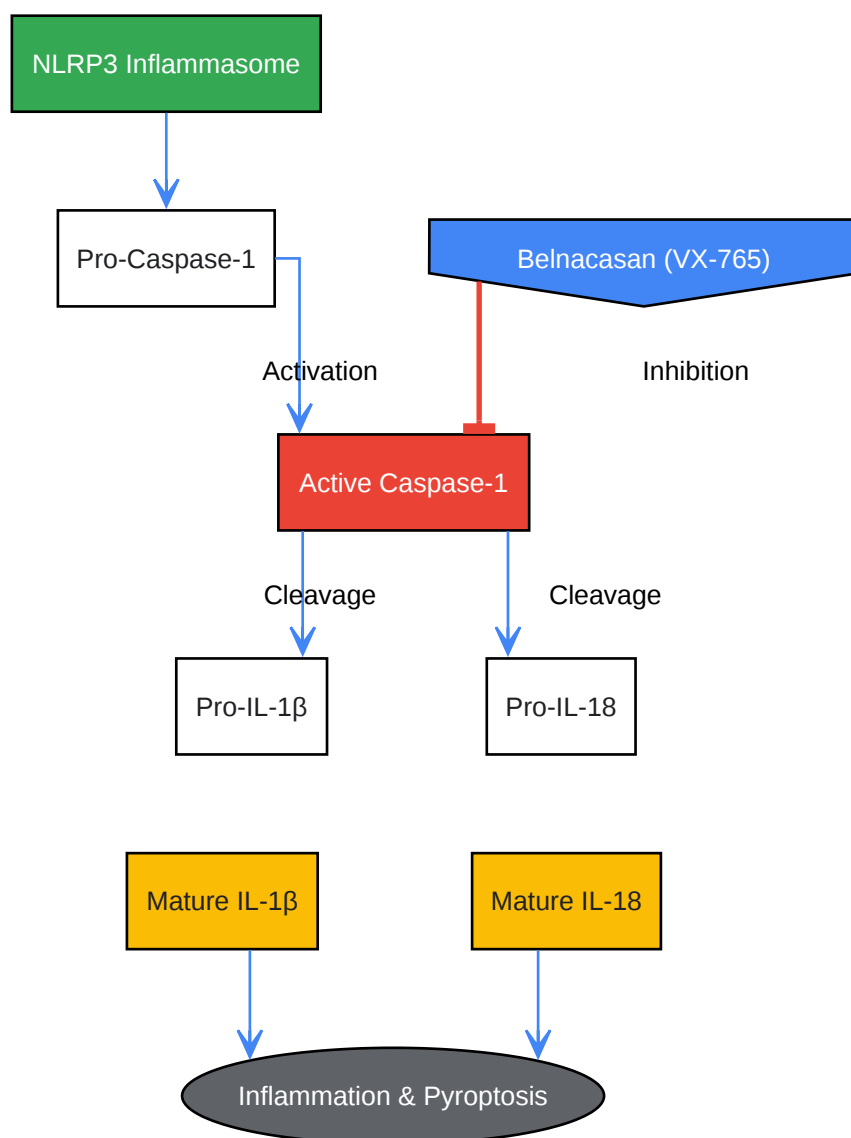 NLRP3 Inflammasome
Pro-Caspase-1
Belnacasan (VX-765)
Activation
Inhibition
Active Caspase-1
Cleavage
Cleavage
Pro-IL-1β
Pro-IL-18
Mature IL-1β
Mature IL-18
Inflammation & Pyroptosis